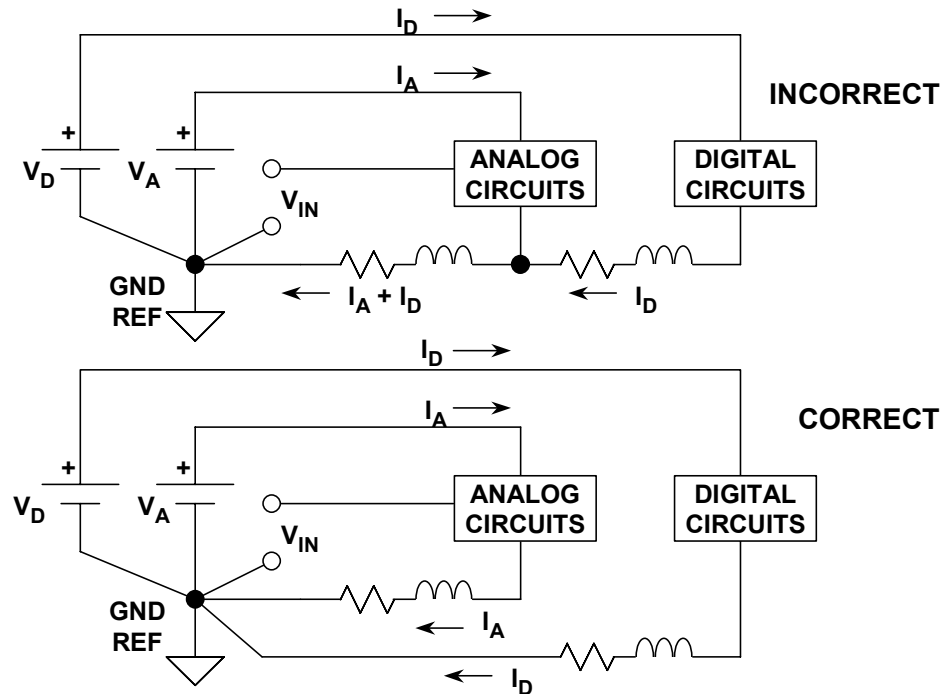 I_D
I_A
INCORRECT
+
+
V_D
V_A
V_IN
ANALOG
CIRCUITS
DIGITAL
CIRCUITS
GND
REF
I_A + I_D
I_D
I_D
I_A
CORRECT
+
+
V_D
V_A
V_IN
ANALOG
CIRCUITS
DIGITAL
CIRCUITS
GND
REF
I_A
I_D